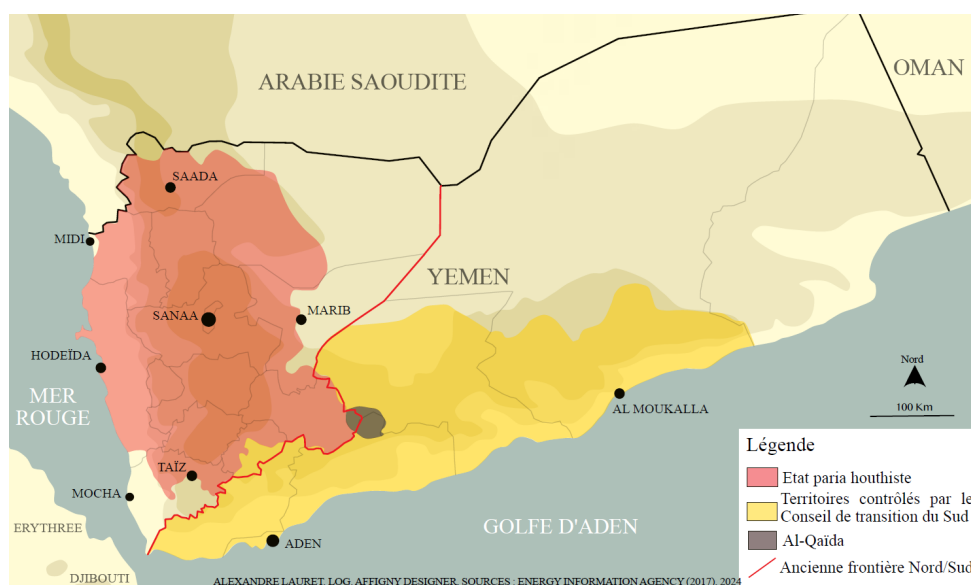 ARABIE SAOUDITE
OMAN
SAADA
MIDI
YEMEN
SANAA
MARIB
HODEÏDA
Nord
MER
ROUGE
AL MOUKALLA
100 Km
TAÏZ
MOCHA
Légende
Etat paria houthiste
Territoires contrôlés par le
Conseil de transition du Sud
Al-Qaïda
Ancienne frontière Nord/Sud
GOLFE D'ADEN
ERYTHREE
ADEN
DJIBOUTI
ALEXANDRE LAURET, LOG. AFFIGNY DESIGNER. SOURCES : ENERGY INFORMATION AGENCY (2017), 2024